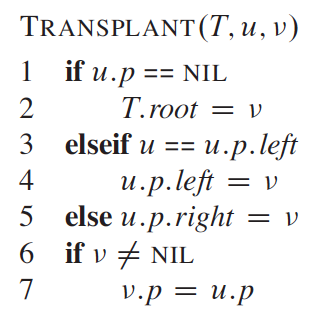 TRANSPLANT(T, u, v)
1 if u.p == NIL
2 T.root = v
3 elseif u == u.p.left
4 u.p.left = v
5 else u.p.right = v
6 if v ≠ NIL
7 v.p = u.p